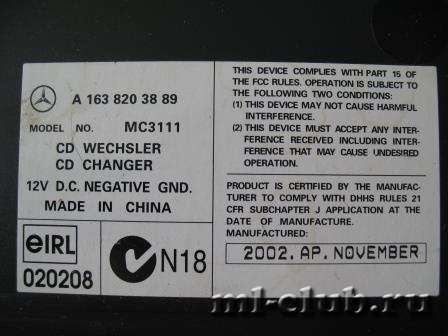 A 163 820 38 89
MODEL NO. MC3111
CD WECHSLER
CD CHANGER
12V D.C. NEGATIVE GND.
MADE IN CHINA
eIRL
020208
N18
THIS DEVICE COMPLIES WITH PART 15 OF
THE FCC RULES. OPERATION IS SUBJECT TO
THE FOLLOWING TWO CONDITIONS:
(1) THIS DEVICE MAY NOT CAUSE HARMFUL
INTERFERENCE.
(2) THIS DEVICE MUST ACCEPT ANY INTER-
FERENCE RECEIVED INCLUDING INTER-
FERENCE THAT MAY CAUSE UNDESIRED
OPERATION.
PRODUCT IS CERTIFIED BY THE MANUFAC-
TURER TO COMPLY WITH DHHS RULES 21
CFR SUBCHAPTER J APPLICATION AT THE
DATE OF MANUFACTURE.
MANUFACTURED:
2002. AP. NOVEMBER
ml-club.ru